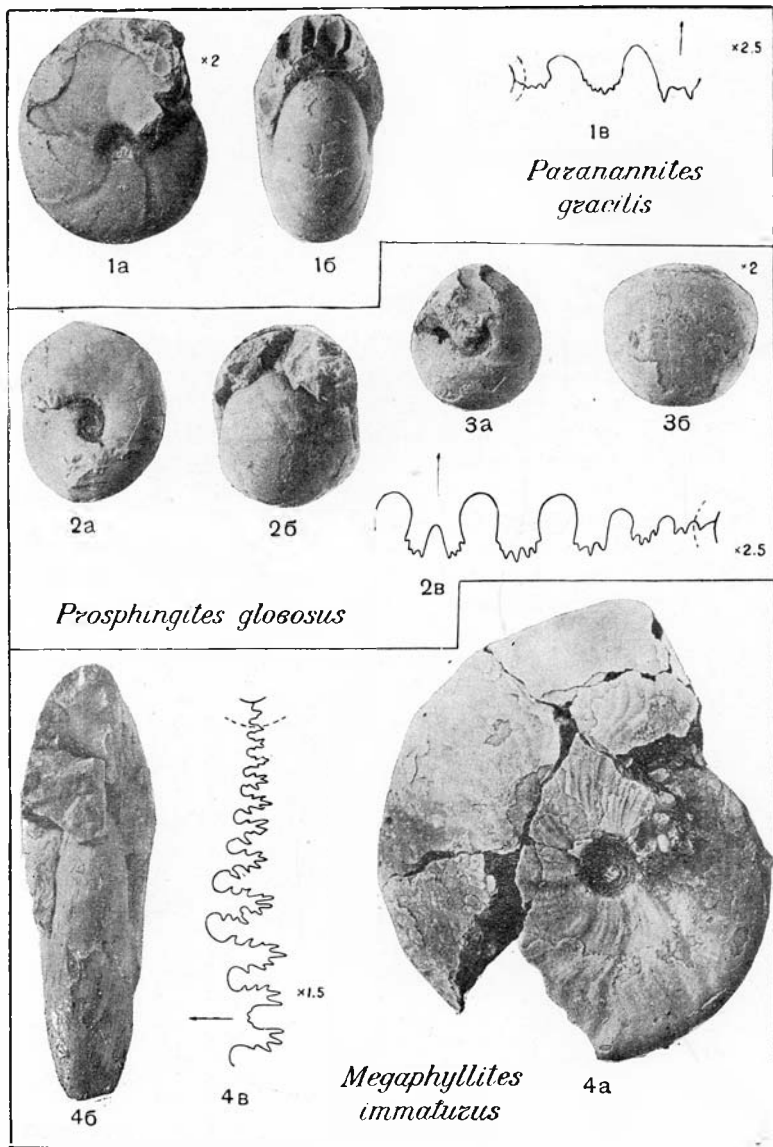 ×2
×2.5
1а
1б
1в
Paranannites
gracilis
×2
3а
3б
2а
2б
2в
×2.5
Prosphingites globosus
4б
4в
×1.5
4а
Megaphyllites
immaturus